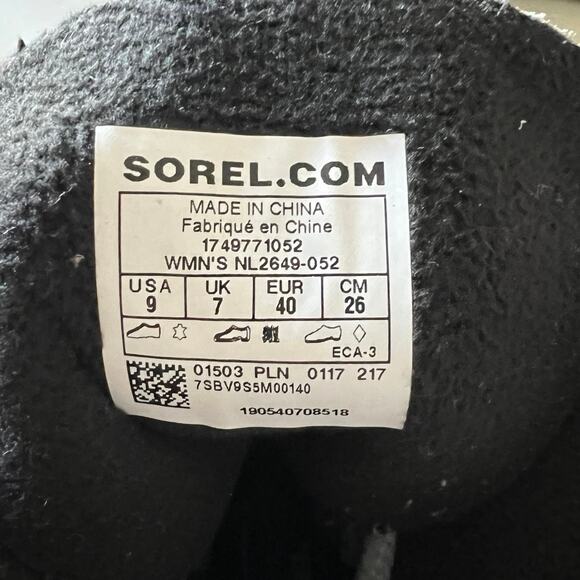 SOREL.COM
MADE IN CHINA
Fabriqué en Chine
1749771052
WMN'S NL2649-052
USA UK EUR CM
9 7 40 26
ECA-3
01503 PLN 0117 217
7SBV9S5M00140
190540708518